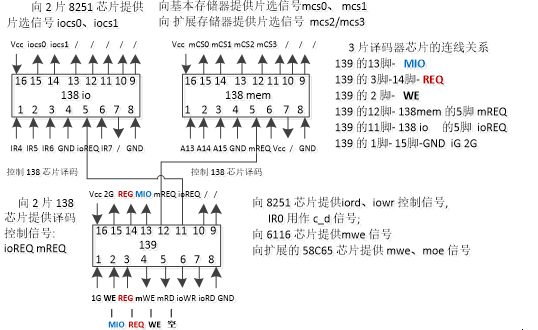 向 2 片 8251 芯片提供
片选信号 iocs0、iocs1
向基本存储器提供片选信号mcs0、 mcs1
向 扩展存储器提供片选信号 mcs2/mcs3
Vcc iocs0 iocs1 / / / / /
16 15 14 13 12 11 10 9
138 io
1 2 3 4 5 6 7 8
IR4 IR5 IR6 GND ioREQ IR7 / GND
控制 138 芯片译码
Vcc mCS0 mCS1 mCS2 mCS3 / / /
16 15 14 13 12 11 10 9
138 mem
1 2 3 4 5 6 7 8
A13 A14 A15 GND mREQ Vcc / GND
控制 138 芯片译码
3 片译码器芯片的连线关系
139 的13脚- MIO
139 的 3脚-14脚- REQ
139 的 2 脚- WE
139 的12脚- 138mem 的5脚 mREQ
139 的11脚- 138 io 的5脚 ioREQ
139 的 1脚- 15脚-GND iG 2G
向 2 片 138
芯片提供译码
控制信号:
ioREQ mREQ
Vcc 2G REG MIO mREQ ioREQ / /
16 15 14 13 12 11 10 9
139
1 2 3 4 5 6 7 8
1G WE REG mWE mRD ioWR ioRD GND
MIO REQ WE 空
向 8251 芯片提供iord、iowr 控制信号,
IR0 用作 c_d 信号;
向 6116 芯片提供mwe 信号
向扩展的 58C65 芯片提供 mwe、moe 信号